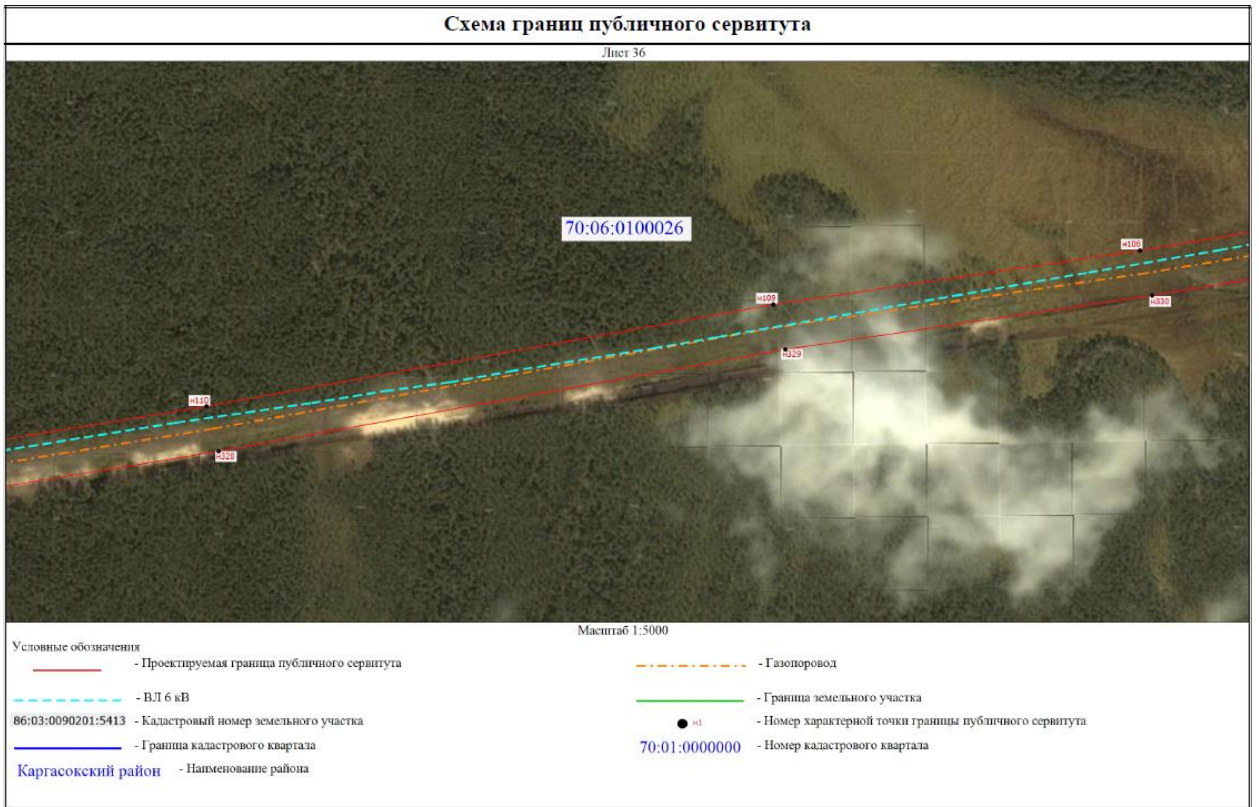 Схема границ публичного сервитута
Лист 36
70:06:0100026
н108
н109
н330
н329
н110
н328
Масштаб 1:5000
Условные обозначения
- Проектируемая граница публичного сервитута
- Газопоровод
- ВЛ 6 кВ
- Граница земельного участка
86:03:0090201:5413 - Кадастровый номер земельного участка
н1 - Номер характерной точки границы публичного сервитута
- Граница кадастрового квартала
70:01:0000000 - Номер кадастрового квартала
Каргасокский район - Наименование района